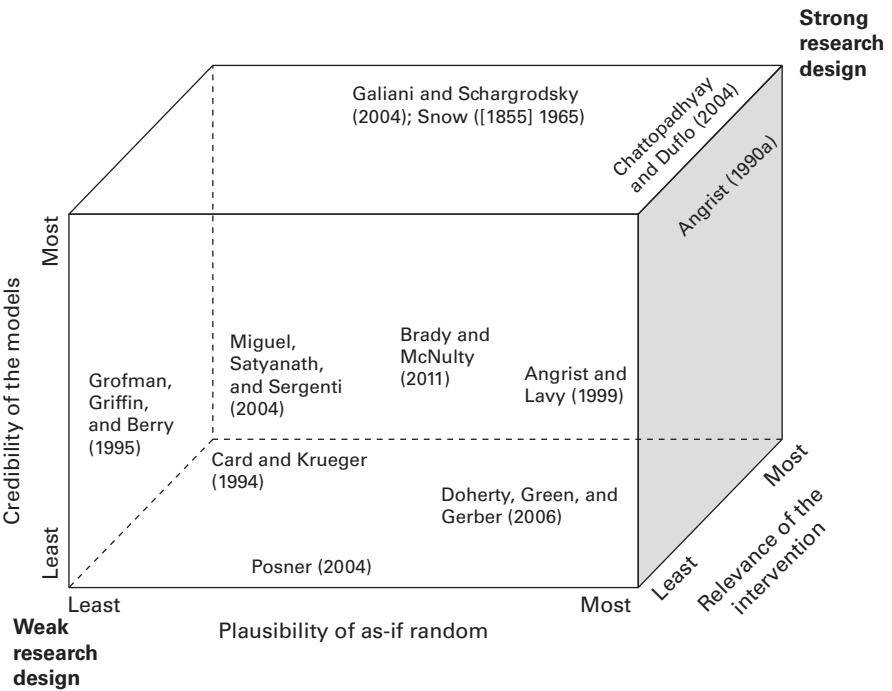 Strong
research
design
Galiani and Schargrodsky
(2004); Snow ([1855] 1965)
Chattopadhyay
and Duflo (2004)
Angrist (1990a)
Most
Credibility of the models
Least
Grofman,
Griffin,
and Berry
(1995)
Miguel,
Satyanath,
and Sergenti
(2004)
Brady and
McNulty
(2011)
Angrist and
Lavy (1999)
Card and Krueger
(1994)
Doherty, Green, and
Gerber (2006)
Posner (2004)
Most
Relevance of the
intervention
Least
Least
Most
Plausibility of as-if random
Weak
research
design